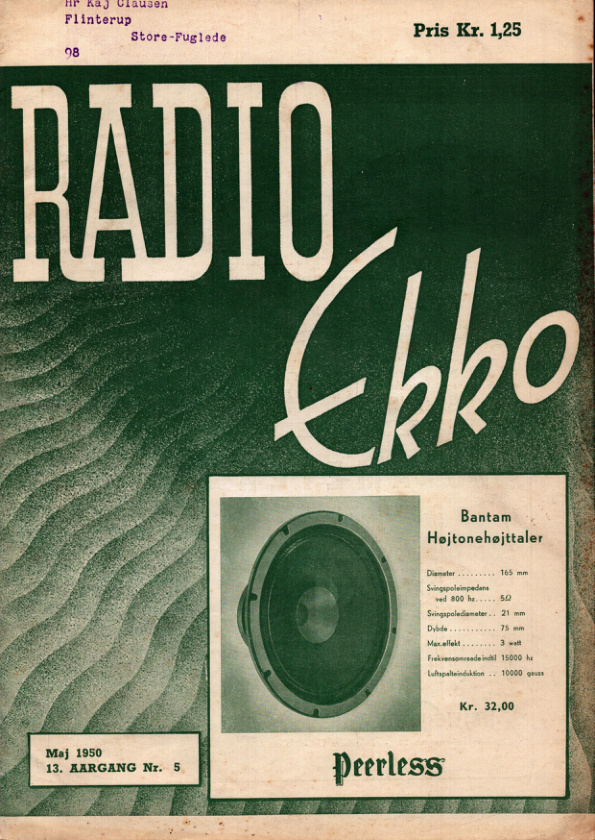 Hr Kaj Clausen
Flinterup
Store-Fuglede
98
Pris Kr. 1,25
RADIO
Ekko
Bantam
Højtonehøjttaler
Diameter ......... 165 mm
Svingspoleimpedens
ved 800 hz..... 5Ω
Svingspolediameter.. 21 mm
Dybde ........... 75 mm
Max.effekt ........ 3 watt
Frekvensomraade indtil 15000 hz
Luftspalteinduktion .. 10000 gauss
Kr. 32,00
Peerless
Maj 1950
13. AARGANG Nr. 5